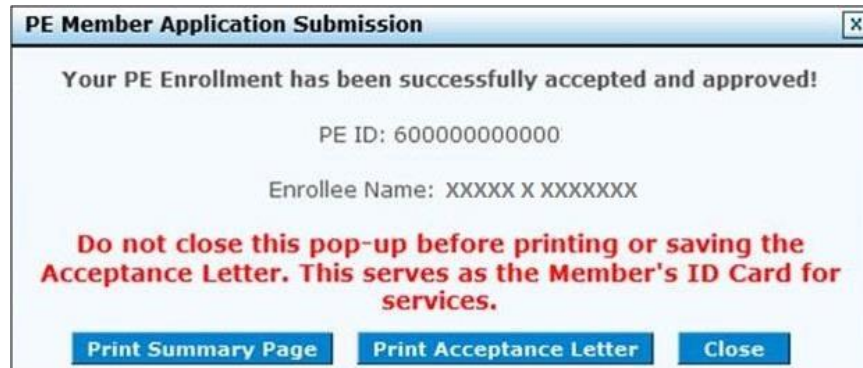 PE Member Application Submission
X
Your PE Enrollment has been successfully accepted and approved!
PE ID: 600000000000
Enrollee Name: XXXXX X XXXXXXX
Do not close this pop-up before printing or saving the
Acceptance Letter. This serves as the Member's ID Card for
services.
Print Summary Page Print Acceptance Letter Close